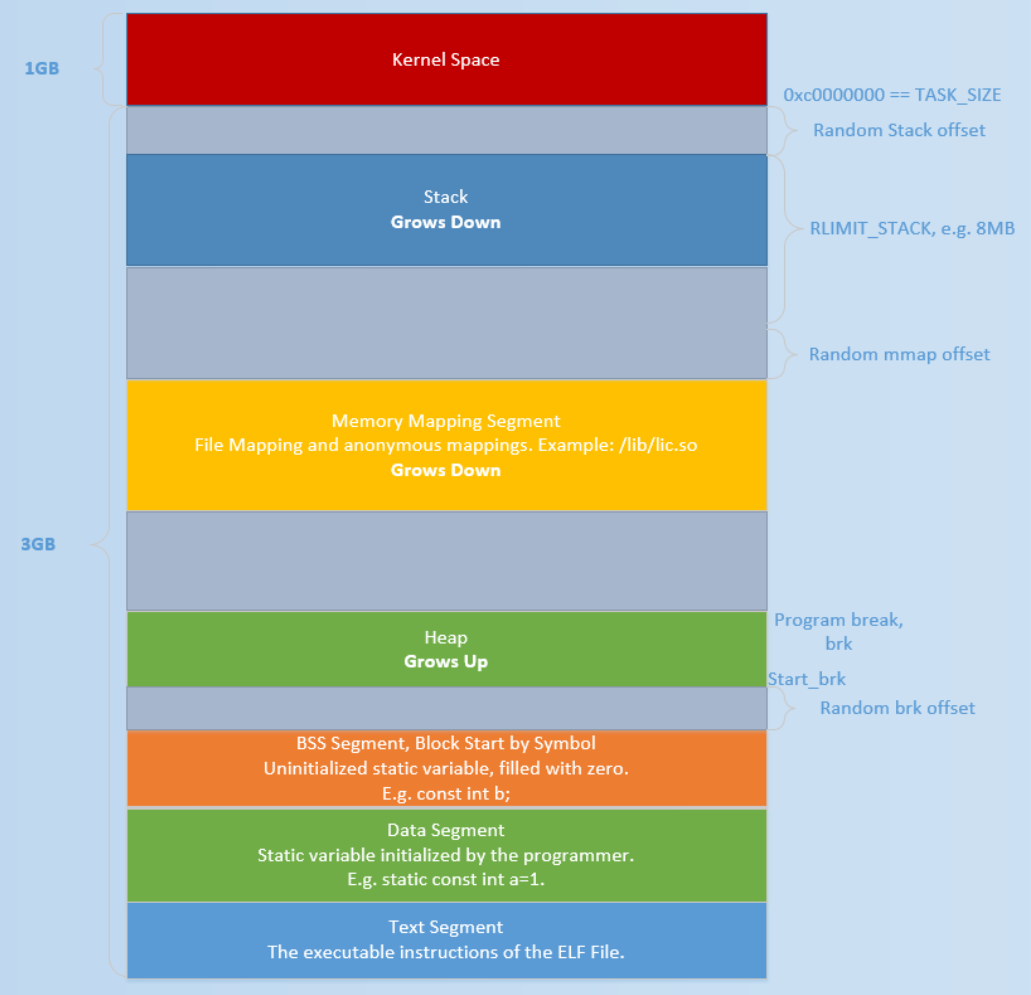 1GB
Kernel Space
0xc0000000 == TASK_SIZE
Random Stack offset
Stack
Grows Down
RLIMIT_STACK, e.g. 8MB
Random mmap offset
Memory Mapping Segment
File Mapping and anonymous mappings. Example: /lib/lic.so
Grows Down
3GB
Heap
Grows Up
Program break,
brk
Start_brk
Random brk offset
BSS Segment, Block Start by Symbol
Uninitialized static variable, filled with zero.
E.g. const int b;
Data Segment
Static variable initialized by the programmer.
E.g. static const int a=1.
Text Segment
The executable instructions of the ELF File.